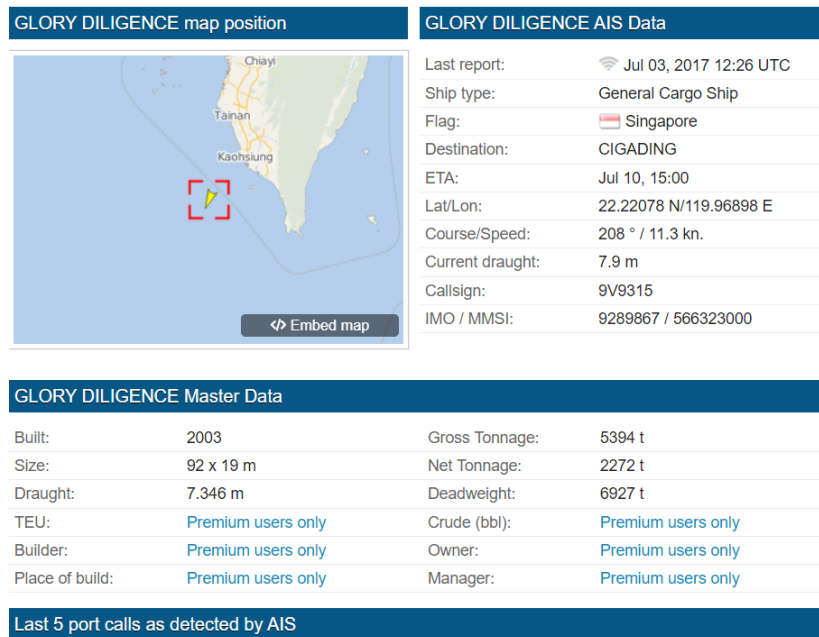 GLORY DILIGENCE map position
Chiayi
Tainan
Kaohsiung
</> Embed map
GLORY DILIGENCE AIS Data
Last report: Jul 03, 2017 12:26 UTC
Ship type: General Cargo Ship
Flag: Singapore
Destination: CIGADING
ETA: Jul 10, 15:00
Lat/Lon: 22.22078 N/119.96898 E
Course/Speed: 208 ° / 11.3 kn.
Current draught: 7.9 m
Callsign: 9V9315
IMO / MMSI: 9289867 / 566323000
GLORY DILIGENCE Master Data
Built: 2003 Gross Tonnage: 5394 t
Size: 92 x 19 m Net Tonnage: 2272 t
Draught: 7.346 m Deadweight: 6927 t
TEU: Premium users only Crude (bbl): Premium users only
Builder: Premium users only Owner: Premium users only
Place of build: Premium users only Manager: Premium users only
Last 5 port calls as detected by AIS